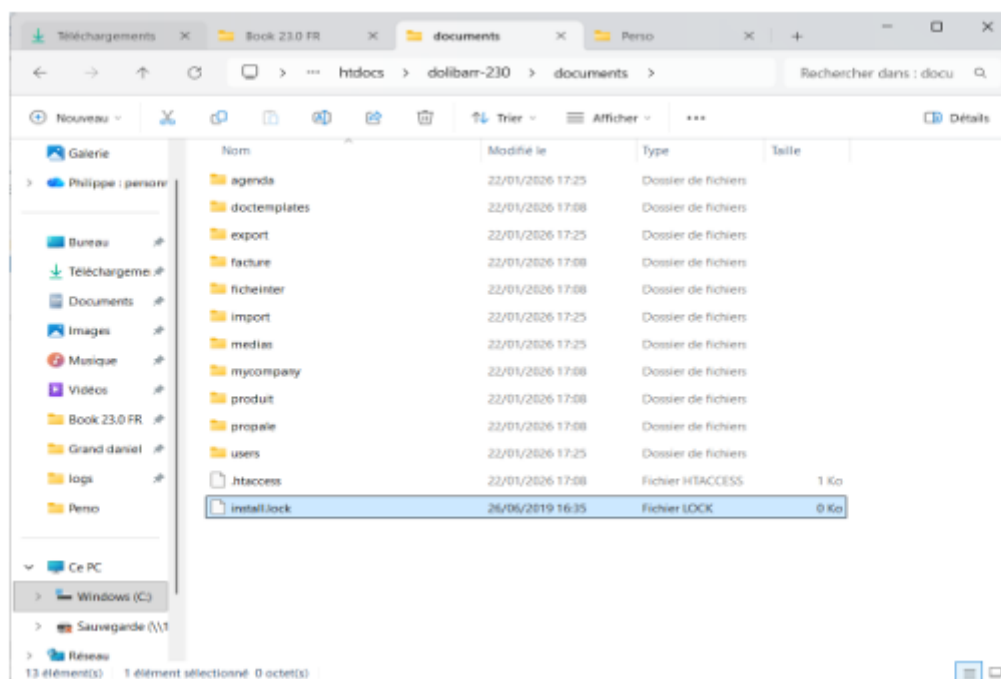 Téléchargements
Book 23.0 FR
documents
Perso
htdocs > dolibarr-230 > documents >
Rechercher dans : docu
Nouveau
Trier
Afficher
Détails
Nom Modifié le Type Taille
Galerie
Philippe : personn
Bureau
Téléchargeme
Documents
Images
Musique
Vidéos
Book 23.0 FR
Grand daniel
logs
Perso
Ce PC
Windows (C:)
Sauvegarde (\\1
Réseau
agenda 22/01/2026 17:25 Dossier de fichiers
doctemplates 22/01/2026 17:08 Dossier de fichiers
export 22/01/2026 17:25 Dossier de fichiers
facture 22/01/2026 17:08 Dossier de fichiers
ficheinter 22/01/2026 17:08 Dossier de fichiers
import 22/01/2026 17:25 Dossier de fichiers
medias 22/01/2026 17:25 Dossier de fichiers
mycompany 22/01/2026 17:08 Dossier de fichiers
produit 22/01/2026 17:08 Dossier de fichiers
propale 22/01/2026 17:08 Dossier de fichiers
users 22/01/2026 17:25 Dossier de fichiers
.htaccess 22/01/2026 17:08 Fichier HTACCESS 1 Ko
install.lock 26/06/2019 16:35 Fichier LOCK 0 Ko
13 élément(s) 1 élément sélectionné 0 octet(s)